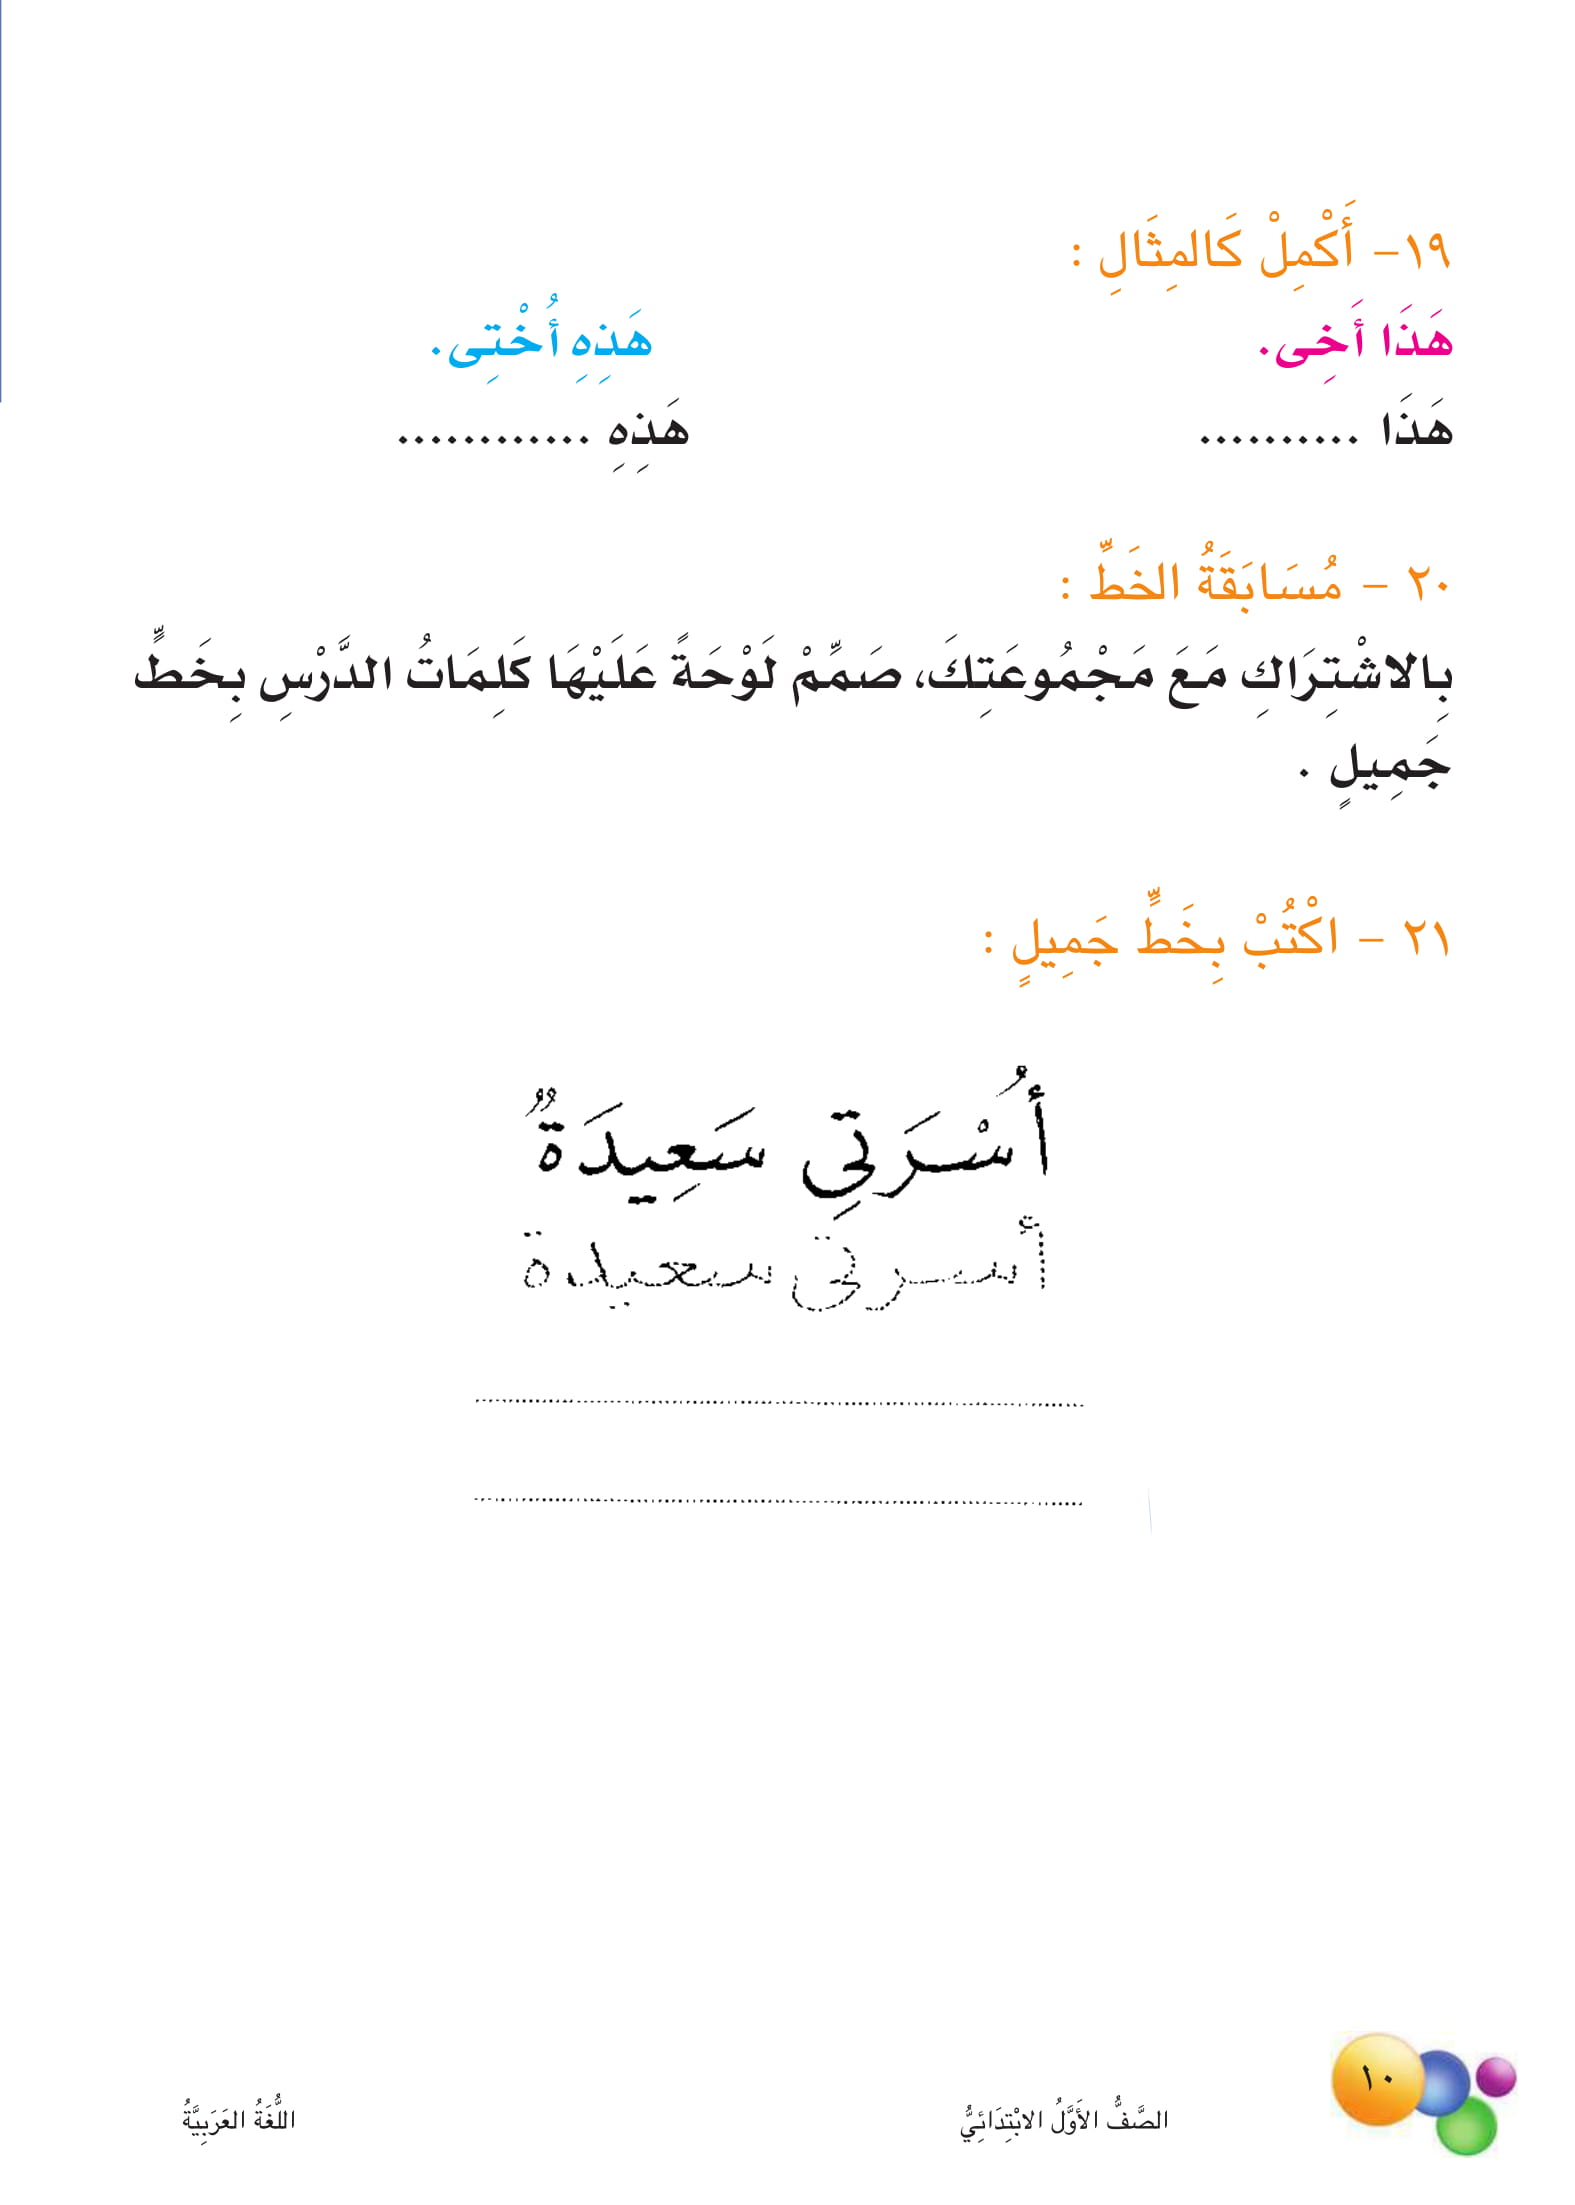 ١٩- أَكْمِلْ كَالمِثَالِ :
هَذَا أَخِى. هَذِهِ أُخْتِى.
هَذَا .......... هَذِهِ ............
٢٠ - مُسَابَقَةُ الخَطِّ :
بِالاشْتِرَاكِ مَعَ مَجْمُوعَتِكَ، صَمِّمْ لَوْحَةً عَلَيْهَا كَلِمَاتُ الدَّرْسِ بِخَطٍّ
جَمِيلٍ .
٢١ - اكْتُبْ بِخَطٍّ جَمِيلٍ :
أُسْرَتِي سَعِيدَةٌ
أسرتي سعيدة
١٠
الصَّفُّ الأَوَّلُ الابْتِدَائِيُّ اللُّغَةُ العَرَبِيَّةُ